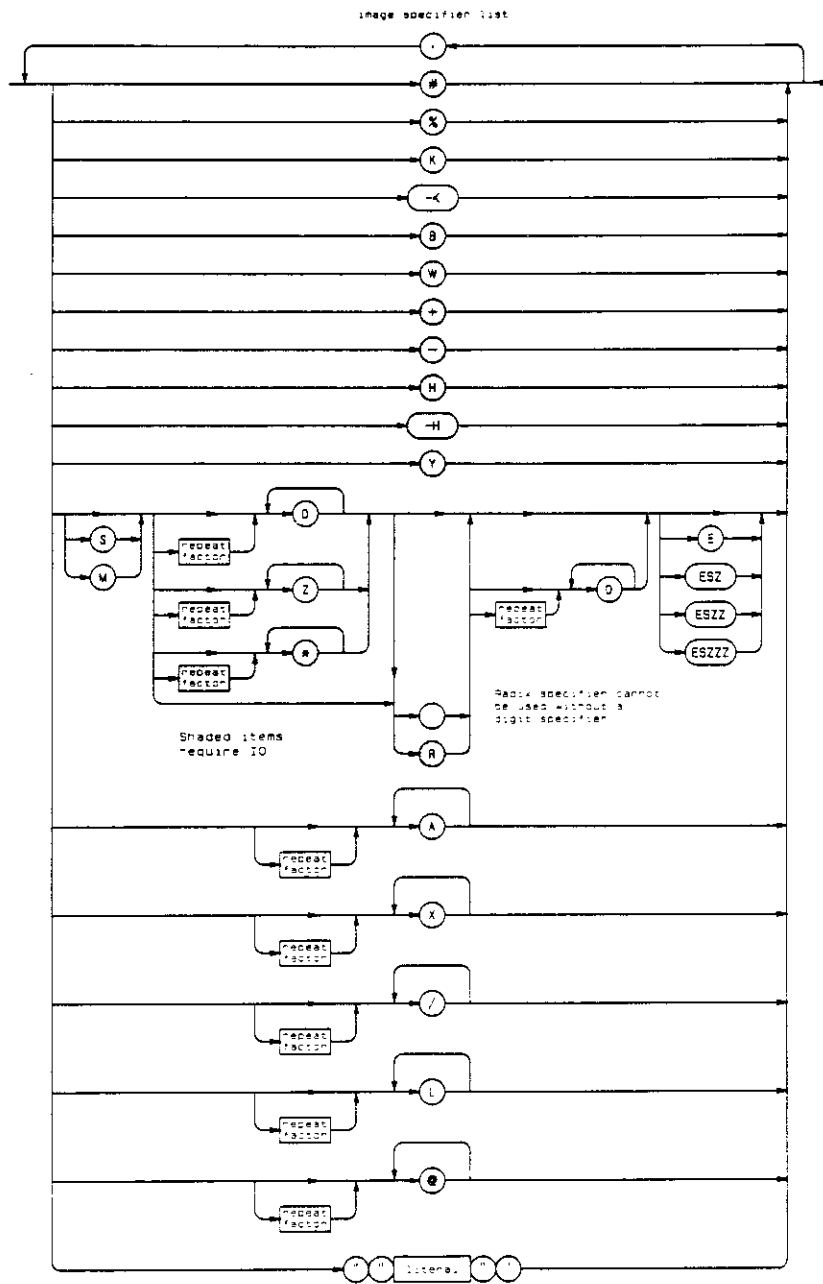 image specifier list
,
#
%
K
-K
B
W
+
-
H
-H
Y
D
S
repeat factor
E
M
Z
D
ESZ
repeat factor
repeat factor
ESZZ
*
repeat factor
ESZZZ
Radix specifier cannot
be used without a
digit specifier
Shaded items
require IO
R
A
repeat factor
X
repeat factor
/
repeat factor
L
repeat factor
@
repeat factor
" " literal " "